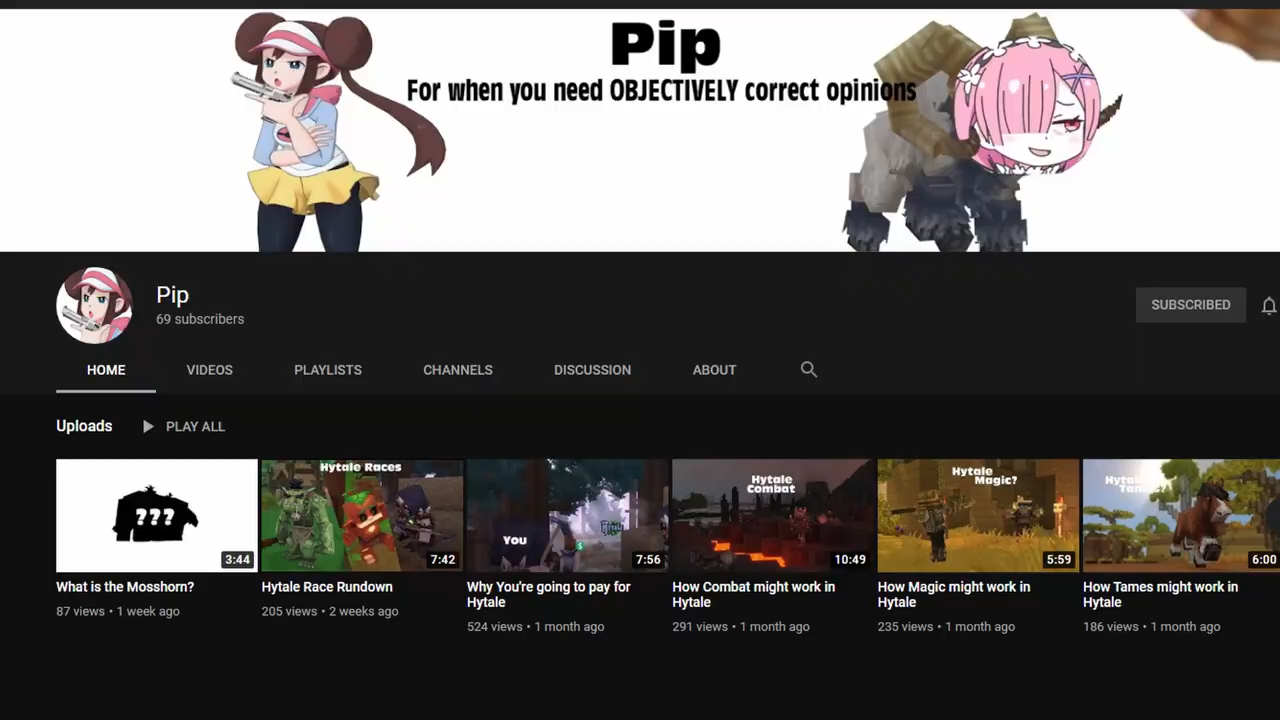 Pip
For when you need OBJECTIVELY correct opinions
Pip
69 subscribers
SUBSCRIBED
HOME
VIDEOS
PLAYLISTS
CHANNELS
DISCUSSION
ABOUT
Uploads
PLAY ALL
???
3:44
What is the Mosshorn?
87 views • 1 week ago
Hytale Races
7:42
Hytale Race Rundown
205 views • 2 weeks ago
You
$
7:56
Why You're going to pay for
Hytale
524 views • 1 month ago
Hytale
Combat
10:49
How Combat might work in
Hytale
291 views • 1 month ago
Hytale
Magic?
5:59
How Magic might work in
Hytale
235 views • 1 month ago
6:00
How Tames might work in
Hytale
186 views • 1 month ago